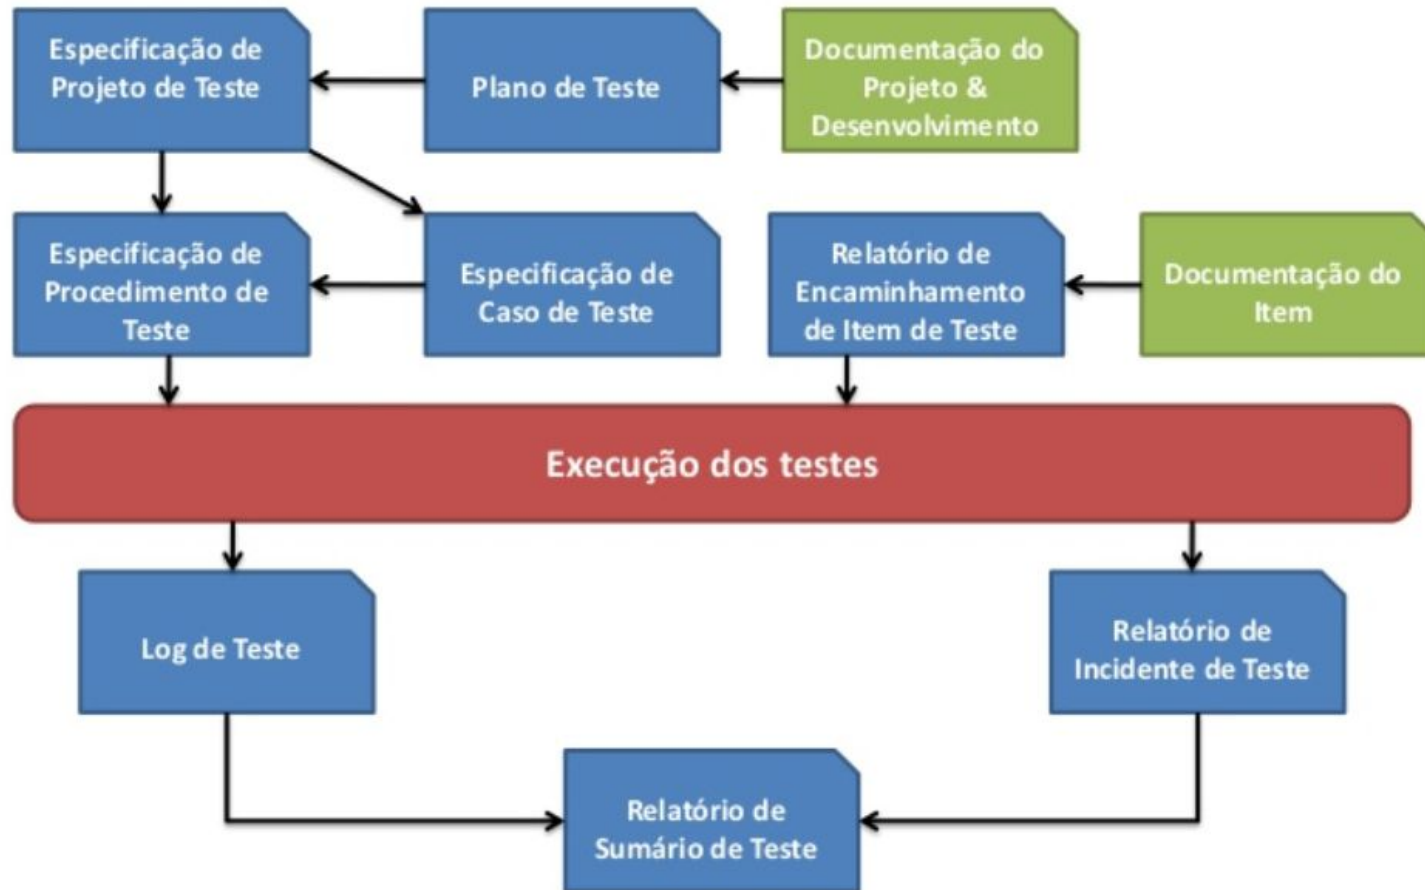 Especificação de
Projeto de Teste
Plano de Teste
Documentação do
Projeto &
Desenvolvimento
Especificação de
Procedimento de
Teste
Especificação de
Caso de Teste
Relatório de
Encaminhamento
de Item de Teste
Documentação do
Item
Execução dos testes
Log de Teste
Relatório de
Incidente de Teste
Relatório de
Sumário de Teste